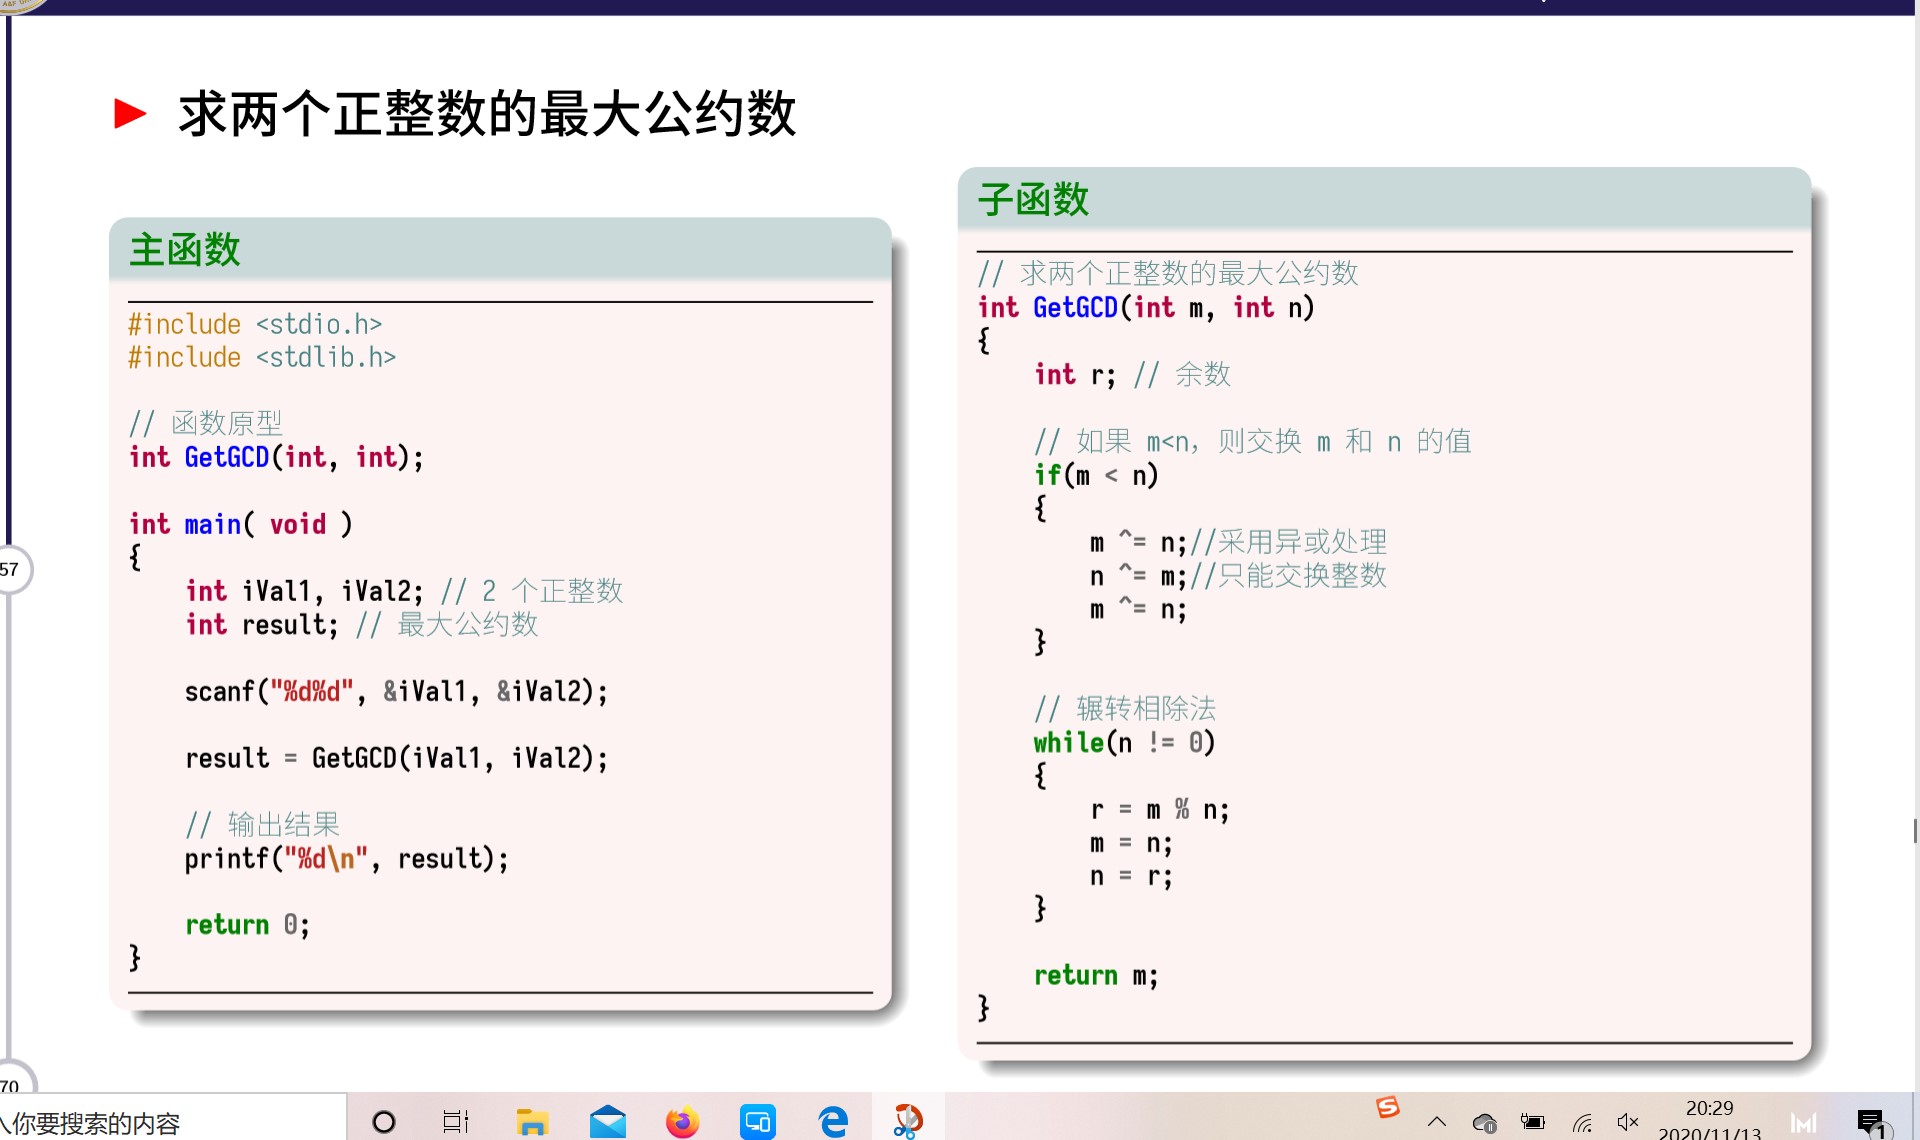 求两个正整数的最大公约数
主函数
#include <stdio.h>
#include <stdlib.h>
// 函数原型
int GetGCD(int, int);
int main( void )
{
int iVal1, iVal2; // 2 个正整数
int result; // 最大公约数
scanf("%d%d", &iVal1, &iVal2);
result = GetGCD(iVal1, iVal2);
// 输出结果
printf("%d\n", result);
return 0;
}
子函数
// 求两个正整数的最大公约数
int GetGCD(int m, int n)
{
int r; // 余数
// 如果 m<n，则交换 m 和 n 的值
if(m < n)
{
m ^= n;//采用异或处理
n ^= m;//只能交换整数
m ^= n;
}
// 辗转相除法
while(n != 0)
{
r = m % n;
m = n;
n = r;
}
return m;
}
57
70
你要搜索的内容
20:29
2020/11/13
1